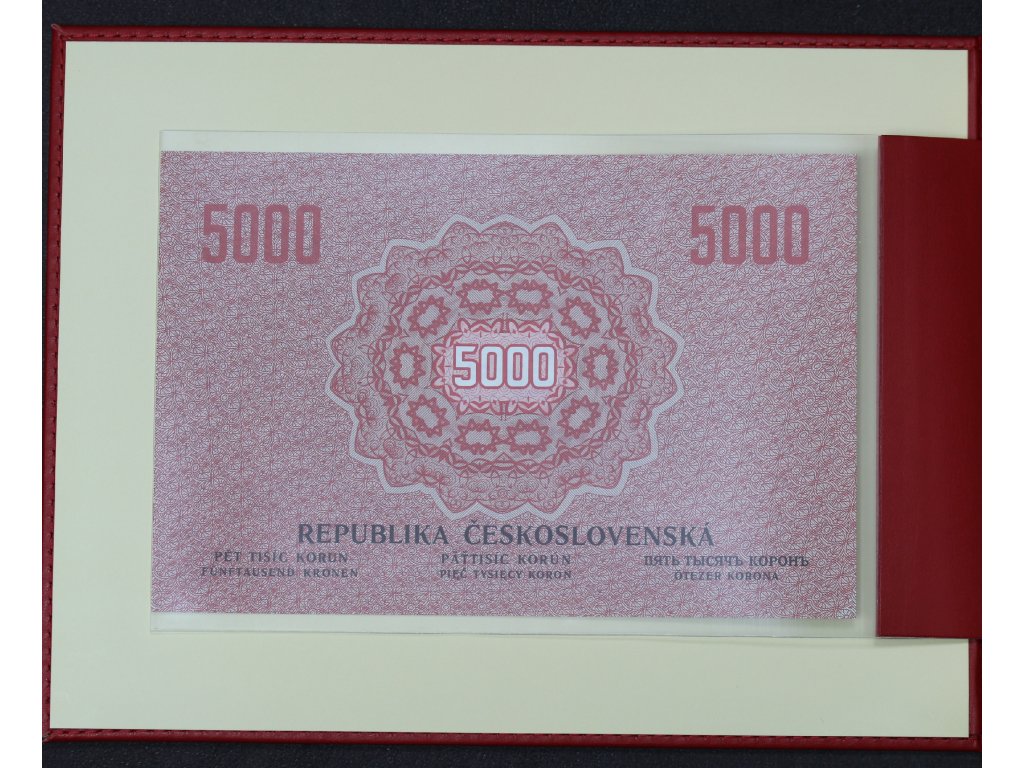 5000 5000
5000
REPUBLIKA ČESKOSLOVENSKÁ
PĚT TISÍC KORUN PÄŤTISÍC KORÚN ПЯТЬ ТЫСЯЧЪ КОРОНЪ
FÜNFTAUSEND KRONEN PIĘĆ TYSIĘCY KORON ÖTEZER KORONA